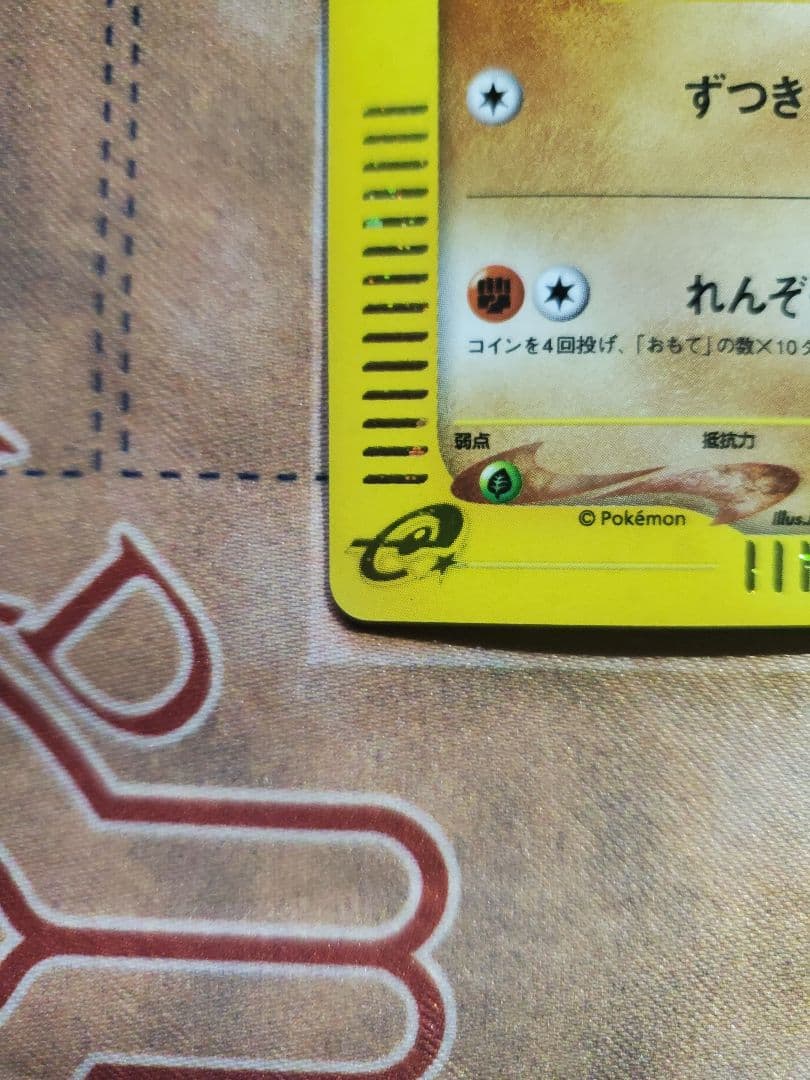 ずつき
れんぞ
コインを4回投げ、「おもて」の数×10ダ
弱点 抵抗力
© Pokémon Illus.